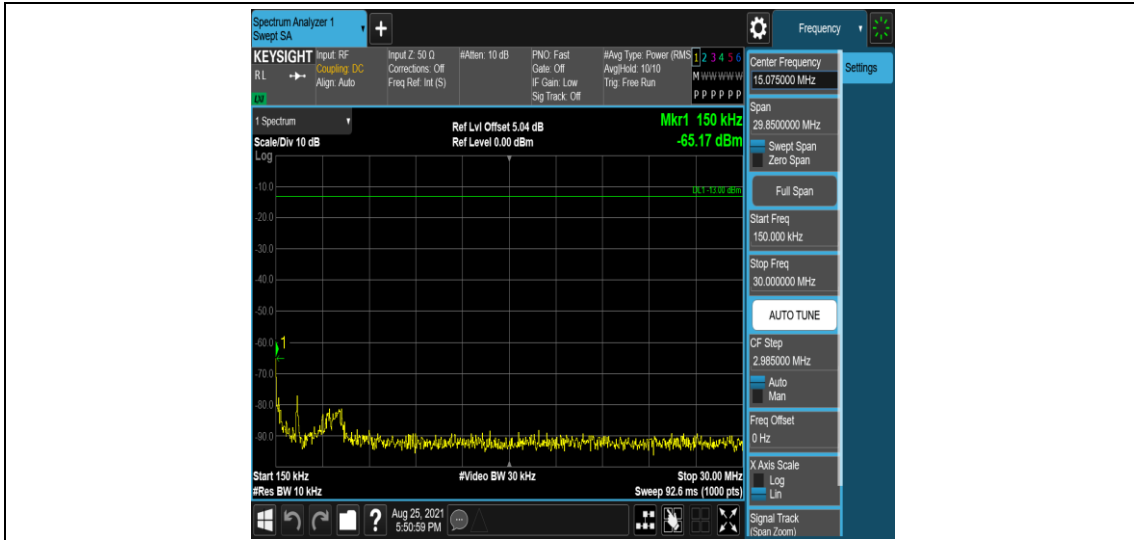 Spectrum Analyzer 1
Swept SA
Frequency
KEYSIGHT
RL
Input: RF
Coupling: DC
Align: Auto
Input Z: 50 Ω
Corrections: Off
Freq Ref: Int (S)
#Atten: 10 dB
PNO: Fast
Gate: Off
IF Gain: Low
Sig Track: Off
#Avg Type: Power (RMS
Avg|Hold: 10/10
Trig: Free Run
1 2 3 4 5 6
M W W W W W
P P P P P P
Center Frequency
15.075000 MHz
Settings
Span
29.8500000 MHz
Swept Span
Zero Span
Full Span
Start Freq
150.000 kHz
Stop Freq
30.000000 MHz
AUTO TUNE
CF Step
2.985000 MHz
Auto
Man
Freq Offset
0 Hz
X Axis Scale
Log
Lin
Signal Track
(Span Zoom)
1 Spectrum
Scale/Div 10 dB
Log
Ref Lvl Offset 5.04 dB
Ref Level 0.00 dBm
Mkr1 150 kHz
-65.17 dBm
DL1 -13.00 dBm
-10.0
-20.0
-30.0
-40.0
-50.0
-60.0
1
-70.0
-80.0
-90.0
Start 150 kHz
#Video BW 30 kHz
Stop 30.00 MHz
#Res BW 10 kHz
Sweep 92.6 ms (1000 pts)
?
Aug 25, 2021
5:50:59 PM